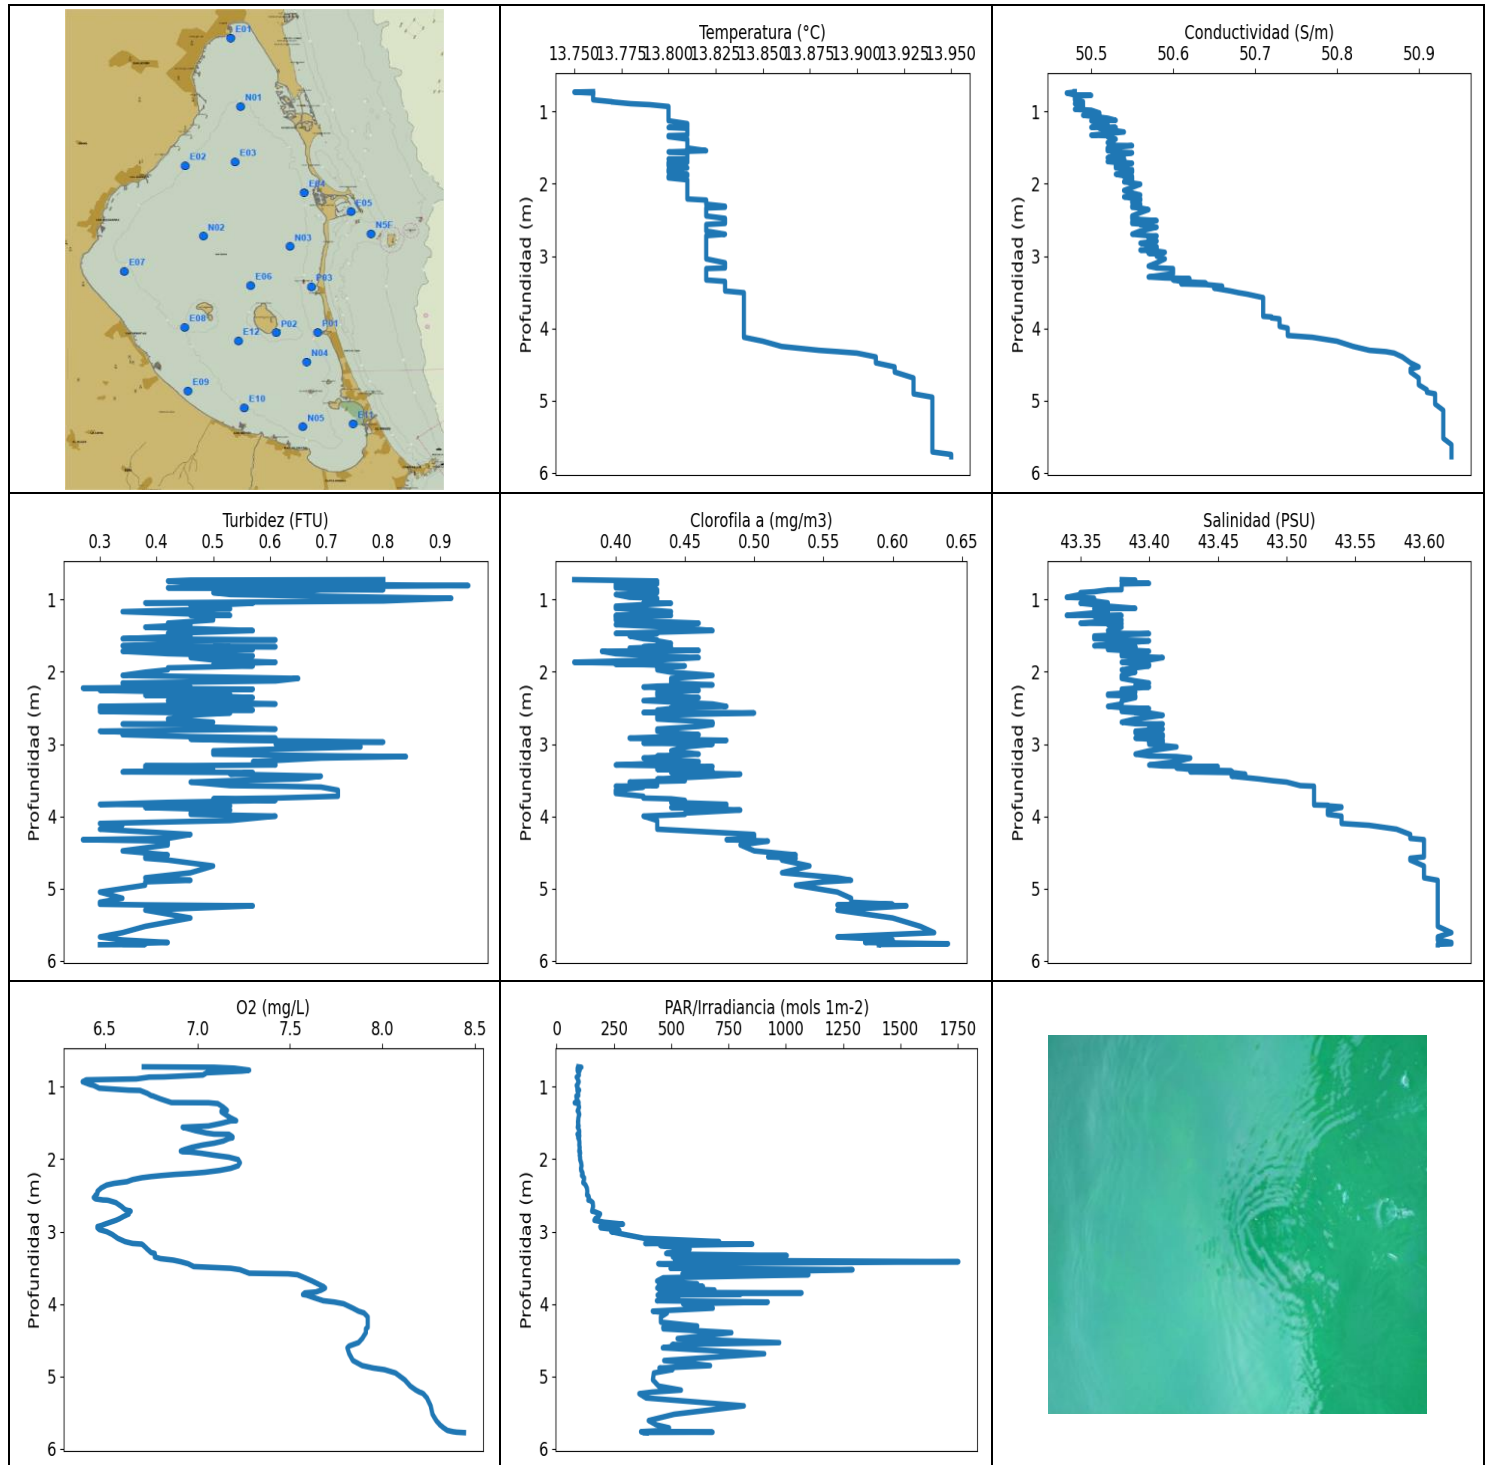 E01
N01
E02
E03
E04
E05
N5F
N02
N03
E07
E06
P03
E08
P02
P01
E12
N04
E09
E10
N05
E11
Temperatura (°C)
13.750 13.775 13.800 13.825 13.850 13.875 13.900 13.925 13.950
Profundidad (m)
1
2
3
4
5
6
Conductividad (S/m)
50.5 50.6 50.7 50.8 50.9
Profundidad (m)
1
2
3
4
5
6
Turbidez (FTU)
0.3 0.4 0.5 0.6 0.7 0.8 0.9
Profundidad (m)
1
2
3
4
5
6
Clorofila a (mg/m3)
0.40 0.45 0.50 0.55 0.60 0.65
Profundidad (m)
1
2
3
4
5
6
Salinidad (PSU)
43.35 43.40 43.45 43.50 43.55 43.60
Profundidad (m)
1
2
3
4
5
6
O2 (mg/L)
6.5 7.0 7.5 8.0 8.5
Profundidad (m)
1
2
3
4
5
6
PAR/Irradiancia (mols 1m-2)
0 250 500 750 1000 1250 1500 1750
Profundidad (m)
1
2
3
4
5
6